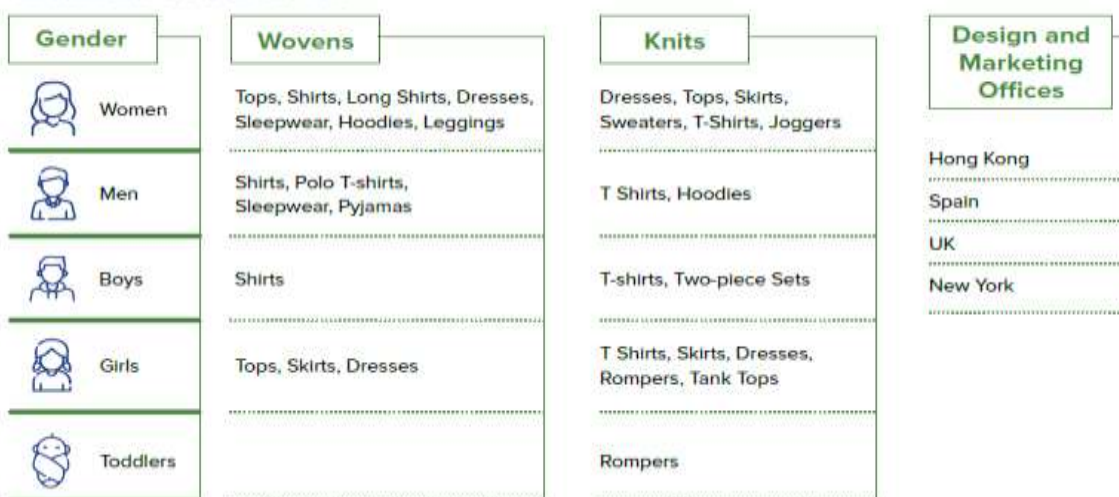 Gender
Wovens
Knits
Design and
Marketing
Offices
Women
Tops, Shirts, Long Shirts, Dresses,
Sleepwear, Hoodies, Leggings
Dresses, Tops, Skirts,
Sweaters, T-Shirts, Joggers
Men
Shirts, Polo T-shirts,
Sleepwear, Pyjamas
T Shirts, Hoodies
Boys
Shirts
T-shirts, Two-piece Sets
Girls
Tops, Skirts, Dresses
T Shirts, Skirts, Dresses,
Rompers, Tank Tops
Toddlers
Rompers
Hong Kong
Spain
UK
New York